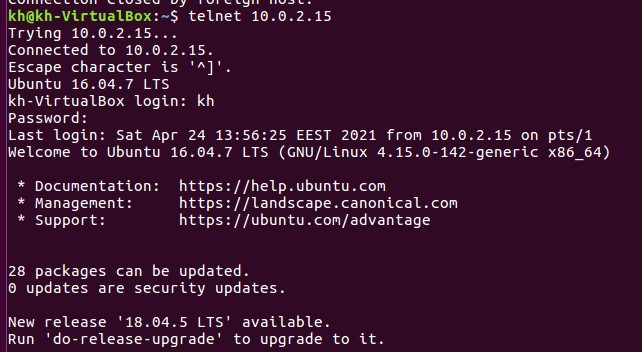 Connection closed by foreign host.
kh@kh-VirtualBox:~$ telnet 10.0.2.15
Trying 10.0.2.15...
Connected to 10.0.2.15.
Escape character is '^]'.
Ubuntu 16.04.7 LTS
kh-VirtualBox login: kh
Password:
Last login: Sat Apr 24 13:56:25 EEST 2021 from 10.0.2.15 on pts/1
Welcome to Ubuntu 16.04.7 LTS (GNU/Linux 4.15.0-142-generic x86_64)
* Documentation:  https://help.ubuntu.com
* Management:     https://landscape.canonical.com
* Support:        https://ubuntu.com/advantage
28 packages can be updated.
0 updates are security updates.
New release '18.04.5 LTS' available.
Run 'do-release-upgrade' to upgrade to it.